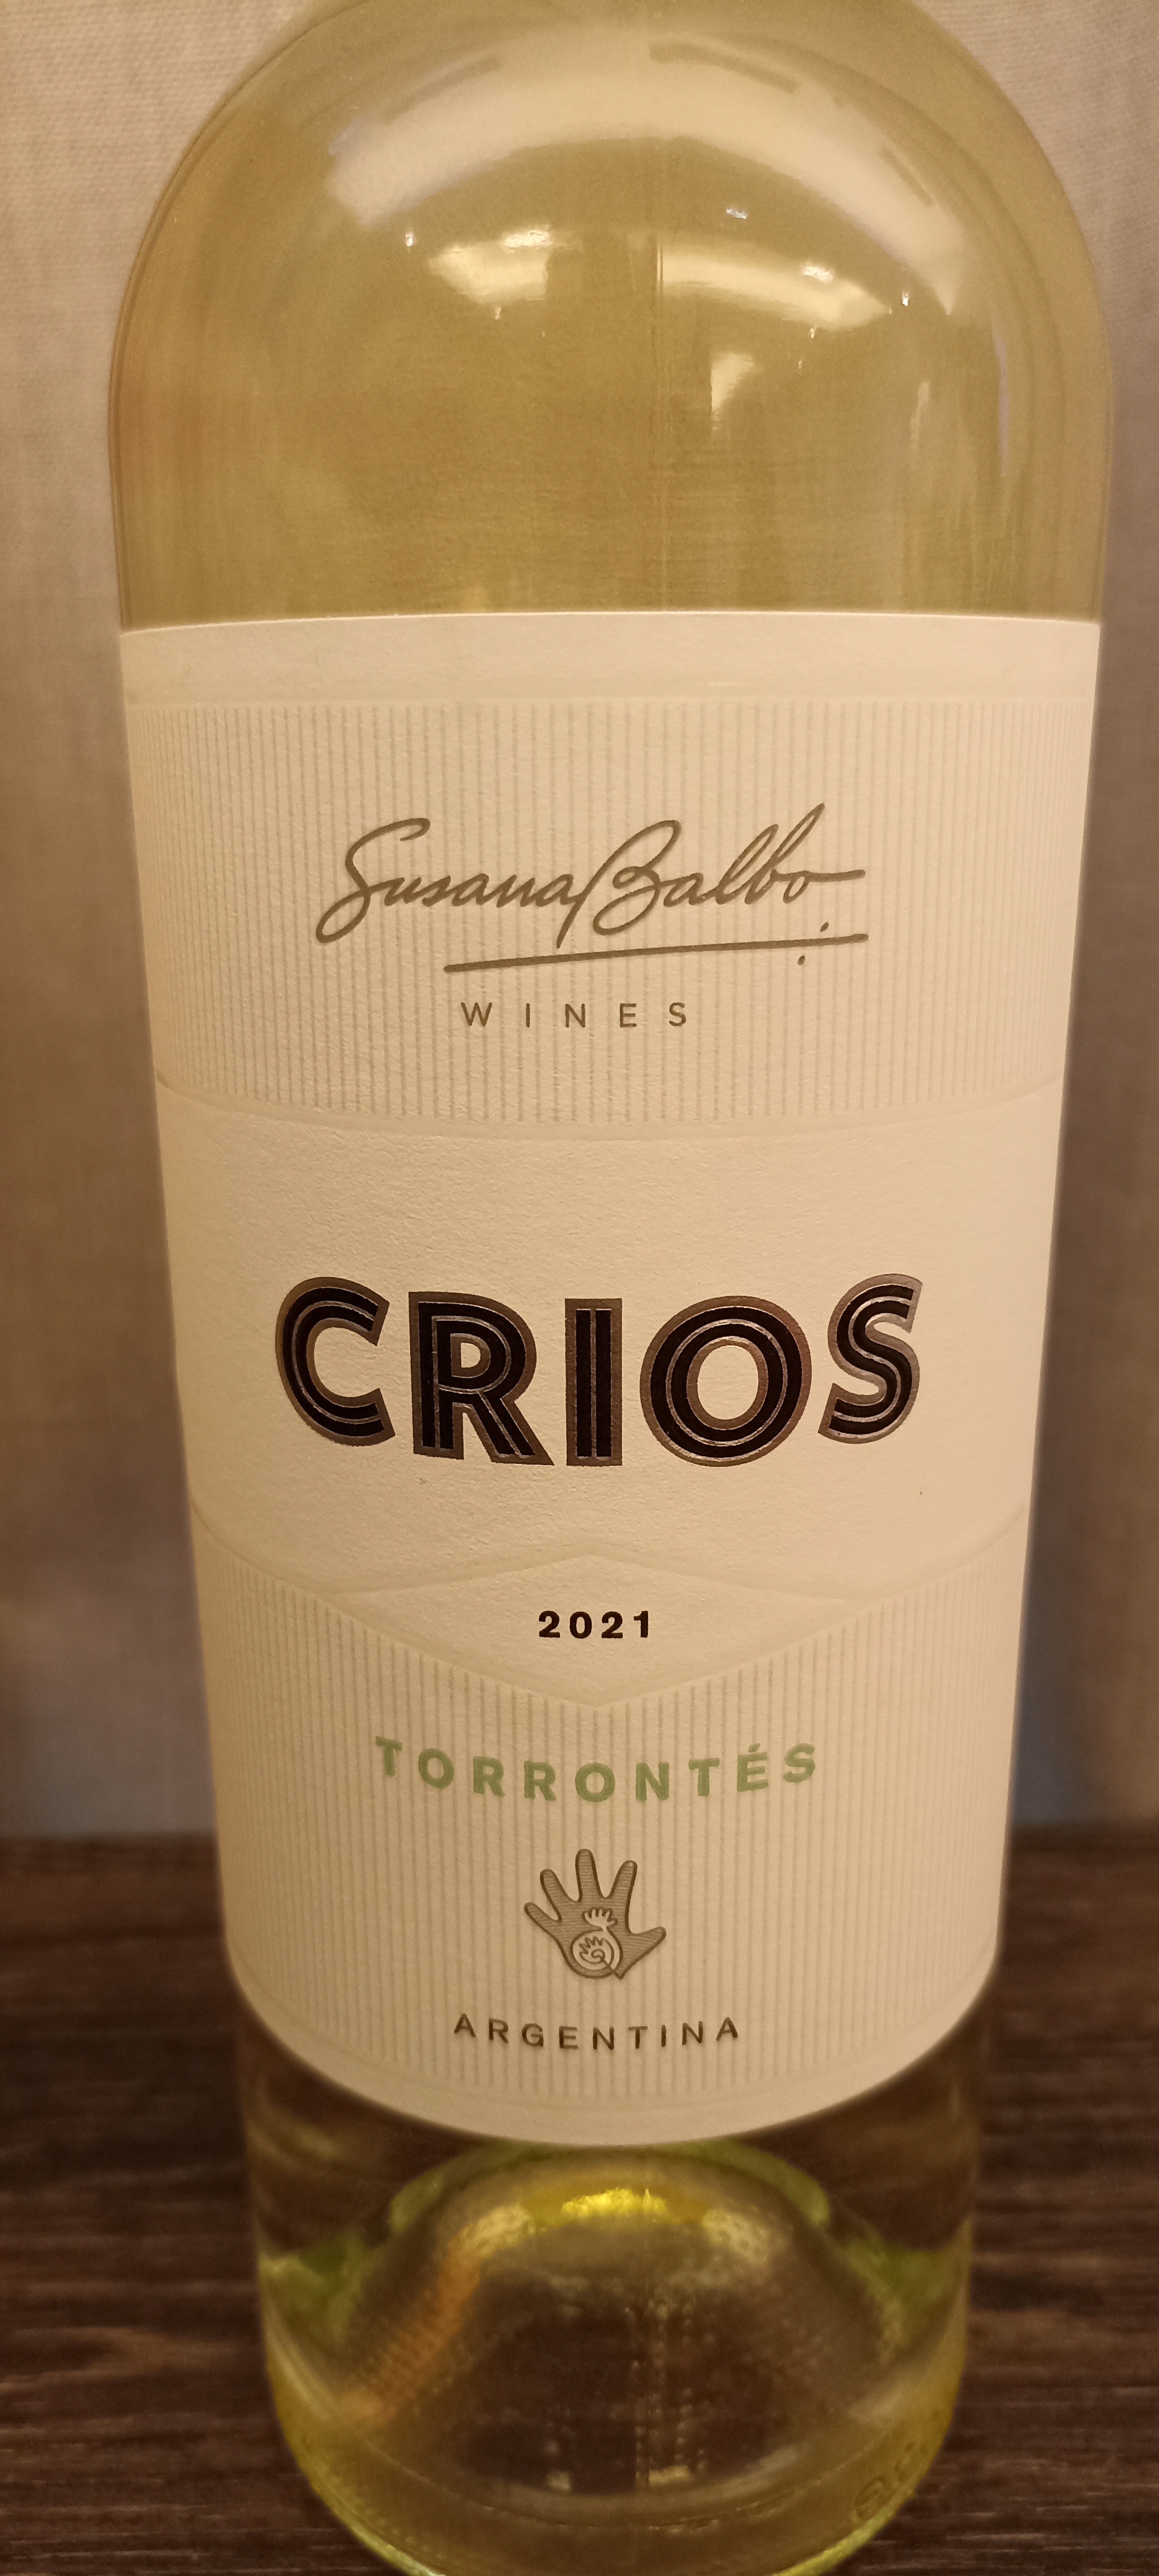 Susana Balbo
WINES
CRIOS
2021
TORRONTÉS
ARGENTINA